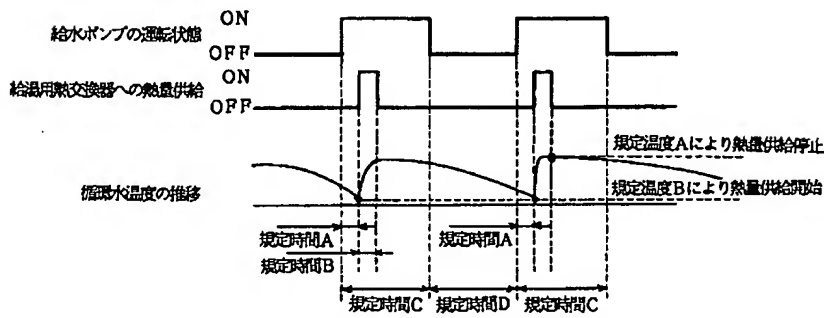 ON
給水ポンプの運転状態
OFF
ON
給湯用熱交換器への熱量供給
OFF
規定温度Aにより熱量供給停止
規定温度Bにより熱量供給開始
循環水温度の推移
規定時間A
規定時間A
規定時間B
規定時間C
規定時間D
規定時間C